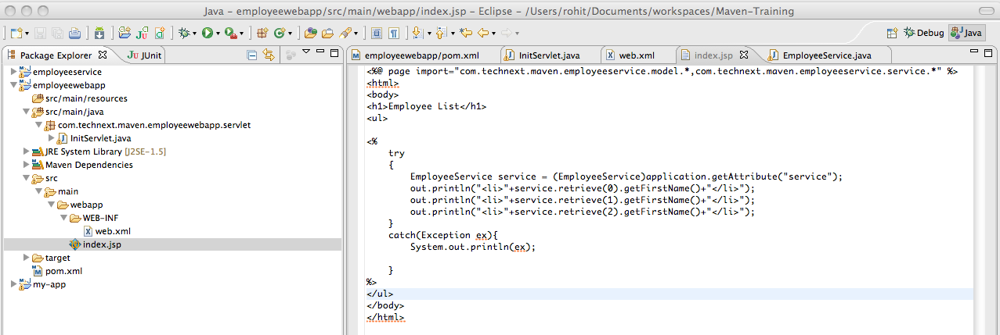 Java – employeewebapp/src/main/webapp/index.jsp – Eclipse – /Users/rohit/Documents/workspaces/Maven-Training
Debug Java
Package Explorer JUnit
employeeservice
employeewebapp
src/main/resources
src/main/java
com.technext.maven.employeewebapp.servlet
InitServlet.java
JRE System Library [J2SE-1.5]
Maven Dependencies
src
main
webapp
WEB-INF
web.xml
index.jsp
target
pom.xml
my-app
employeewebapp/pom.xml InitServlet.java web.xml index.jsp EmployeeService.java
<%@ page import="com.technext.maven.employeeservice.model.*,com.technext.maven.employeeservice.service.*" %>
<html>
<body>
<h1>Employee List</h1>
<ul>
<%
try
{
EmployeeService service = (EmployeeService)application.getAttribute("service");
out.println("<li>"+service.retrieve(0).getFirstName()+"</li>");
out.println("<li>"+service.retrieve(1).getFirstName()+"</li>");
out.println("<li>"+service.retrieve(2).getFirstName()+"</li>");
}
catch(Exception ex){
System.out.println(ex);
}
%>
</ul>
</body>
</html>